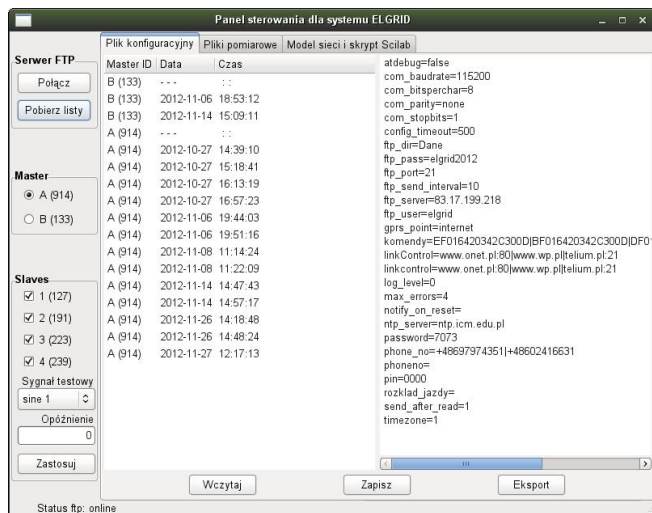 Panel sterowania dla systemu ELGRID
Plik konfiguracyjny Pliki pomiarowe Model sieci i skrypt Scilab
Serwer FTP
Połącz
Pobierz listy
Master
A (914)
B (133)
Slaves
1 (127)
2 (191)
3 (223)
4 (239)
Sygnał testowy
sine 1
Opóźnienie
0
Zastosuj
Master ID Data Czas
B (133) - - - : :
B (133) 2012-11-06 18:53:12
B (133) 2012-11-14 15:09:11
A (914) - - - : :
A (914) 2012-10-27 14:39:10
A (914) 2012-10-27 15:18:41
A (914) 2012-10-27 16:13:19
A (914) 2012-10-27 16:57:23
A (914) 2012-11-06 19:44:03
A (914) 2012-11-06 19:51:16
A (914) 2012-11-08 11:14:24
A (914) 2012-11-08 11:22:09
A (914) 2012-11-14 14:47:43
A (914) 2012-11-14 14:57:17
A (914) 2012-11-26 14:18:48
A (914) 2012-11-26 14:48:24
A (914) 2012-11-27 12:17:13
atdebug=false
com_baudrate=115200
com_bitsperchar=8
com_parity=none
com_stopbits=1
config_timeout=500
ftp_dir=Dane
ftp_pass=elgrid2012
ftp_port=21
ftp_send_interval=10
ftp_server=83.17.199.218
ftp_user=elgrid
gprs_point=internet
komendy=EF016420342C300D|BF016420342C300D|DF01
linkControl=www.onet.pl:80|www.wp.pl|telium.pl:21
linkcontrol=www.onet.pl:80|www.wp.pl|telium.pl:21
log_level=0
max_errors=4
notify_on_reset=
ntp_server=ntp.icm.edu.pl
password=7073
phone_no=+48697974351|+48602416631
phoneno=
pin=0000
rozklad_jazdy=
send_after_read=1
timezone=1
Wczytaj Zapisz Eksport
Status ftp: online